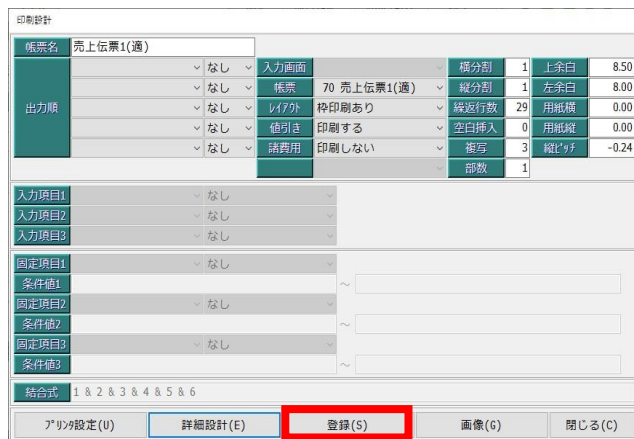 印刷設計
帳票名 売上伝票1(適)
なし 入力画面 横分割 1 上余白 8.50
なし 帳票 70 売上伝票1(適) 縦分割 1 左余白 8.00
出力順 なし ﾚｲｱｳﾄ 枠印刷あり 繰返行数 29 用紙横 0.00
なし 値引き 印刷する 空白挿入 0 用紙縦 0.00
なし 諸費用 印刷しない 複写 3 縦ﾋﾟｯﾁ -0.24
部数 1
入力項目1 なし
入力項目2 なし
入力項目3 なし
固定項目1 なし
条件値1 ～
固定項目2 なし
条件値2 ～
固定項目3 なし
条件値3 ～
結合式 1 & 2 & 3 & 4 & 5 & 6
ﾌﾟﾘﾝﾀ設定(U) 詳細設計(E) 登録(S) 画像(G) 閉じる(C)